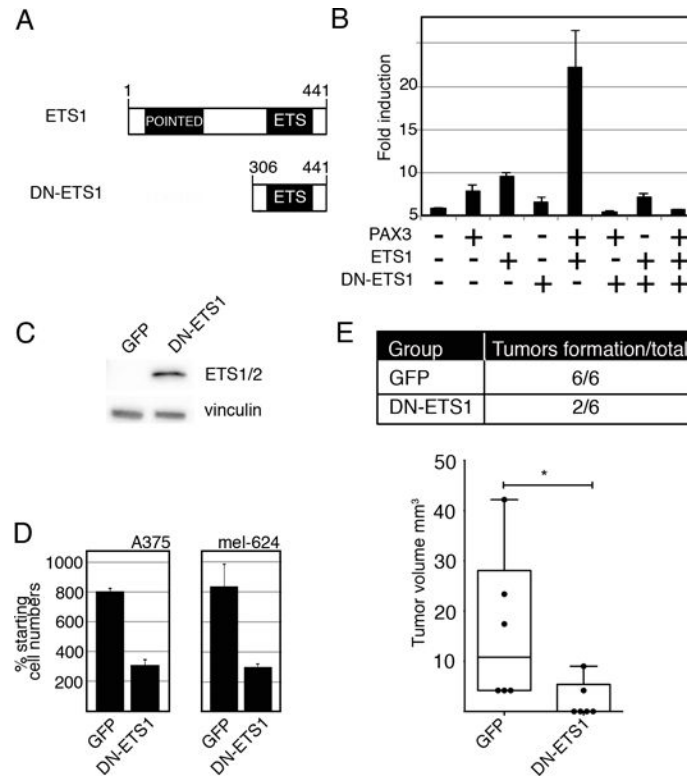 A
1 441
ETS1 POINTED ETS
306 441
DN-ETS1 ETS
B
Fold induction
20
15
10
5
PAX3 - + - - + + - +
ETS1 - - + - + - + +
DN-ETS1 - - - + - + + +
C
GFP DN-ETS1
ETS1/2
vinculin
D
A375 mel-624
% starting
cell numbers
1000
800
600
400
200
GFP DN-ETS1 GFP DN-ETS1
E
Group Tumors formation/total
GFP 6/6
DN-ETS1 2/6
Tumor volume mm³
50
40
30
20
10
*
GFP DN-ETS1